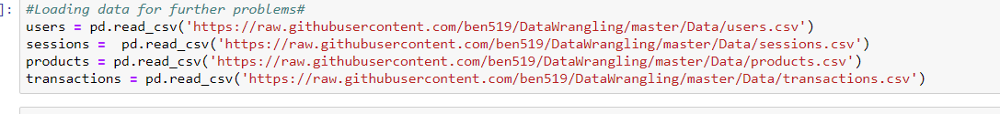 ]: #Loading data for further problems#
users = pd.read_csv('https://raw.githubusercontent.com/ben519/DataWrangling/master/Data/users.csv')
sessions =  pd.read_csv('https://raw.githubusercontent.com/ben519/DataWrangling/master/Data/sessions.csv')
products = pd.read_csv('https://raw.githubusercontent.com/ben519/DataWrangling/master/Data/products.csv')
transactions = pd.read_csv('https://raw.githubusercontent.com/ben519/DataWrangling/master/Data/transactions.csv')